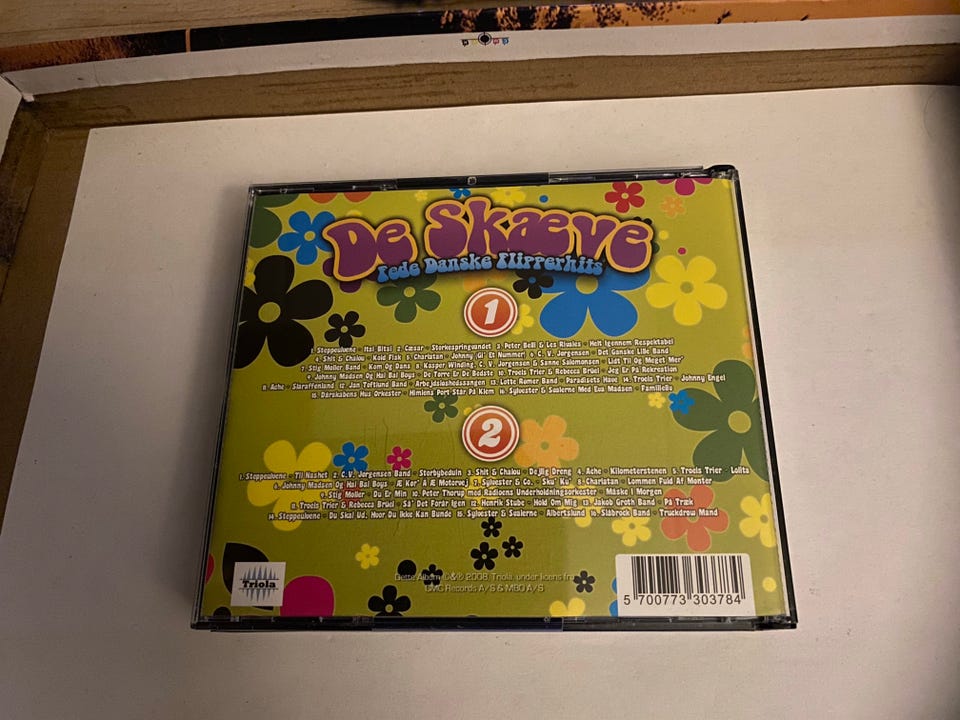 De Skæve
Fede Danske Flipperhits
1
1. Steppeulvene - Itsi Bitsi 2. Cæsar - Storkespringvandet 3. Peter Belli & Les Rivales - Helt Igennem Respektabel
4. Shit & Chalou - Kold Fisk 5. Charlatan - Johnny Gi' Et Nummer 6. C. V. Jørgensen - Det Ganske Lille Band
7. Stig Møller Band - Kom Og Dans 8. Kasper Winding, C. V. Jørgensen & Sanne Salomonsen - Lidt Til Og Meget Mer'
9. Johnny Madsen Og Hai Bal Boys - De Torre Er De Bedste 10. Troels Trier & Rebecca Brüel - Jeg Er På Rekreation
11. Ache - Slaraffenland 12. Jan Toftlund Band - Arbejdsløshedssangen 13. Lotte Rømer Band - Paradisets Have 14. Troels Trier - Johnny Engel
15. Dårskabens Hus Orkester - Himlens Port Står På Klem 16. Sylvester & Svalerne Med Eva Madsen - Familieliv
2
1. Steppeulvene - Til Nashet 2. C.V. Jørgensen Band - Storbybeduin 3. Shit & Chalou - Dejlig Dreng 4. Ache - Kilometerstenen 5. Troels Trier - Lolita
6. Johnny Madsen Og Hai Bal Boys - Æ Kør' A Æ Motorvej 7. Sylvester & Co. - Sku' Ku' 8. Charlatan - Lommen Fuld Af Mønter
9. Stig Møller - Du Er Min 10. Peter Thorup med Radioens Underholdningsorkester - Måske I Morgen
11. Troels Trier & Rebecca Brüel - Så' Det Forår Igen 12. Henrik Stube - Hold Om Mig 13. Jakob Groth Band - På Træk
14. Steppeulvene - Du Skal Ud, Hvor Du Ikke Kan Bunde 15. Sylvester & Svalerne - Albertslund 16. Slåbrock Band - Truckdrow Mand
Dette Album ©&℗ 2008. Triola: under licens fra
GMC Records A/S & MBO A/S
Triola
5 700773 303784